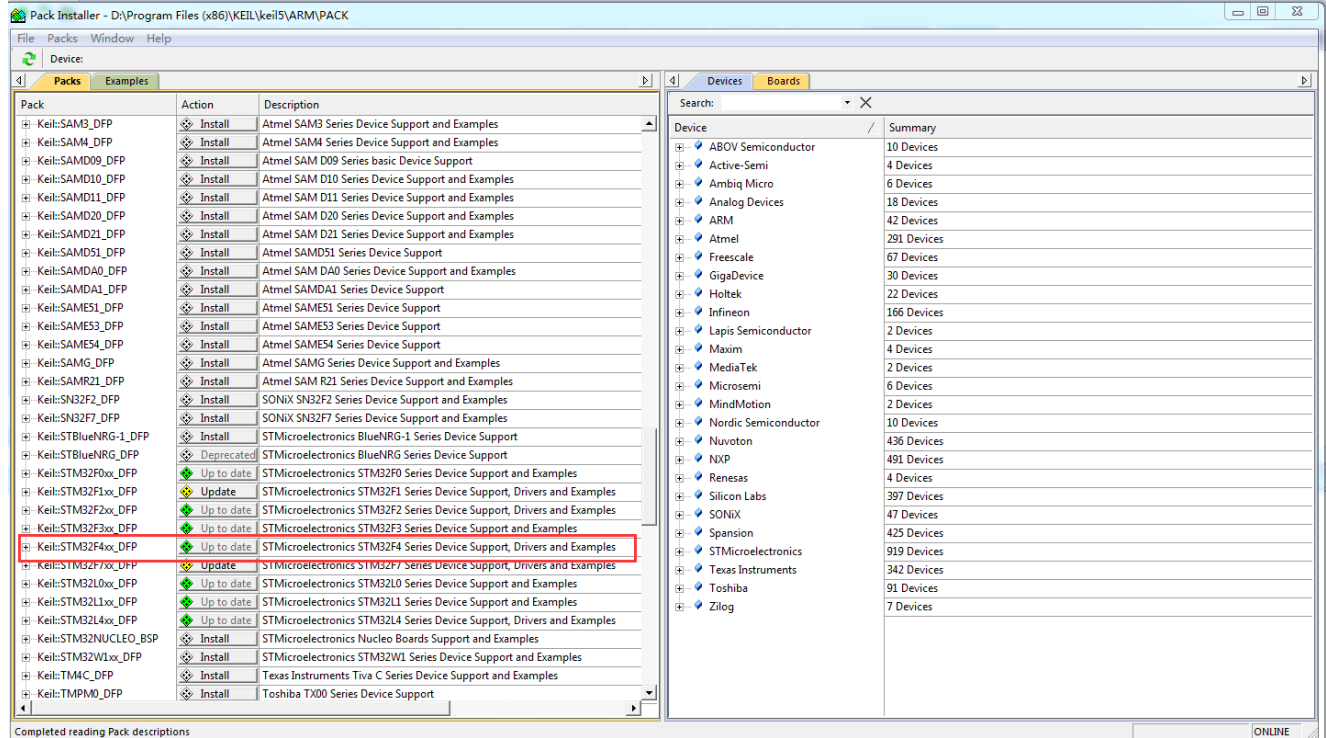 Pack Installer - D:\Program Files (x86)\KEIL\keil5\ARM\PACK
File Packs Window Help
Device:
Packs Examples
Pack Action Description
Keil::SAM3_DFP Install Atmel SAM3 Series Device Support and Examples
Keil::SAM4_DFP Install Atmel SAM4 Series Device Support and Examples
Keil::SAMD09_DFP Install Atmel SAM D09 Series basic Device Support
Keil::SAMD10_DFP Install Atmel SAM D10 Series Device Support and Examples
Keil::SAMD11_DFP Install Atmel SAM D11 Series Device Support and Examples
Keil::SAMD20_DFP Install Atmel SAM D20 Series Device Support and Examples
Keil::SAMD21_DFP Install Atmel SAM D21 Series Device Support and Examples
Keil::SAMD51_DFP Install Atmel SAMD51 Series Device Support
Keil::SAMDA0_DFP Install Atmel SAM DA0 Series Device Support and Examples
Keil::SAMDA1_DFP Install Atmel SAMDA1 Series Device Support
Keil::SAME51_DFP Install Atmel SAME51 Series Device Support
Keil::SAME53_DFP Install Atmel SAME53 Series Device Support
Keil::SAME54_DFP Install Atmel SAME54 Series Device Support
Keil::SAMG_DFP Install Atmel SAMG Series Device Support and Examples
Keil::SAMR21_DFP Install Atmel SAM R21 Series Device Support and Examples
Keil::SN32F2_DFP Install SONiX SN32F2 Series Device Support and Examples
Keil::SN32F7_DFP Install SONiX SN32F7 Series Device Support and Examples
Keil::STBlueNRG-1_DFP Install STMicroelectronics BlueNRG-1 Series Device Support
Keil::STBlueNRG_DFP Deprecated STMicroelectronics BlueNRG Series Device Support
Keil::STM32F0xx_DFP Up to date STMicroelectronics STM32F0 Series Device Support and Examples
Keil::STM32F1xx_DFP Update STMicroelectronics STM32F1 Series Device Support, Drivers and Examples
Keil::STM32F2xx_DFP Up to date STMicroelectronics STM32F2 Series Device Support, Drivers and Examples
Keil::STM32F3xx_DFP Up to date STMicroelectronics STM32F3 Series Device Support and Examples
Keil::STM32F4xx_DFP Up to date STMicroelectronics STM32F4 Series Device Support, Drivers and Examples
Keil::STM32F7xx_DFP Update STMicroelectronics STM32F7 Series Device Support, Drivers and Examples
Keil::STM32L0xx_DFP Up to date STMicroelectronics STM32L0 Series Device Support and Examples
Keil::STM32L1xx_DFP Up to date STMicroelectronics STM32L1 Series Device Support and Examples
Keil::STM32L4xx_DFP Up to date STMicroelectronics STM32L4 Series Device Support, Drivers and Examples
Keil::STM32NUCLEO_BSP Install STMicroelectronics Nucleo Boards Support and Examples
Keil::STM32W1xx_DFP Install STMicroelectronics STM32W1 Series Device Support and Examples
Keil::TM4C_DFP Install Texas Instruments Tiva C Series Device Support and Examples
Keil::TMPM0_DFP Install Toshiba TX00 Series Device Support
Devices Boards
Search:
Device Summary
ABOV Semiconductor 10 Devices
Active-Semi 4 Devices
Ambiq Micro 6 Devices
Analog Devices 18 Devices
ARM 42 Devices
Atmel 291 Devices
Freescale 67 Devices
GigaDevice 30 Devices
Holtek 22 Devices
Infineon 166 Devices
Lapis Semiconductor 2 Devices
Maxim 4 Devices
MediaTek 2 Devices
Microsemi 6 Devices
MindMotion 2 Devices
Nordic Semiconductor 10 Devices
Nuvoton 436 Devices
NXP 491 Devices
Renesas 4 Devices
Silicon Labs 397 Devices
SONiX 47 Devices
Spansion 425 Devices
STMicroelectronics 919 Devices
Texas Instruments 342 Devices
Toshiba 91 Devices
Zilog 7 Devices
Completed reading Pack descriptions
ONLINE